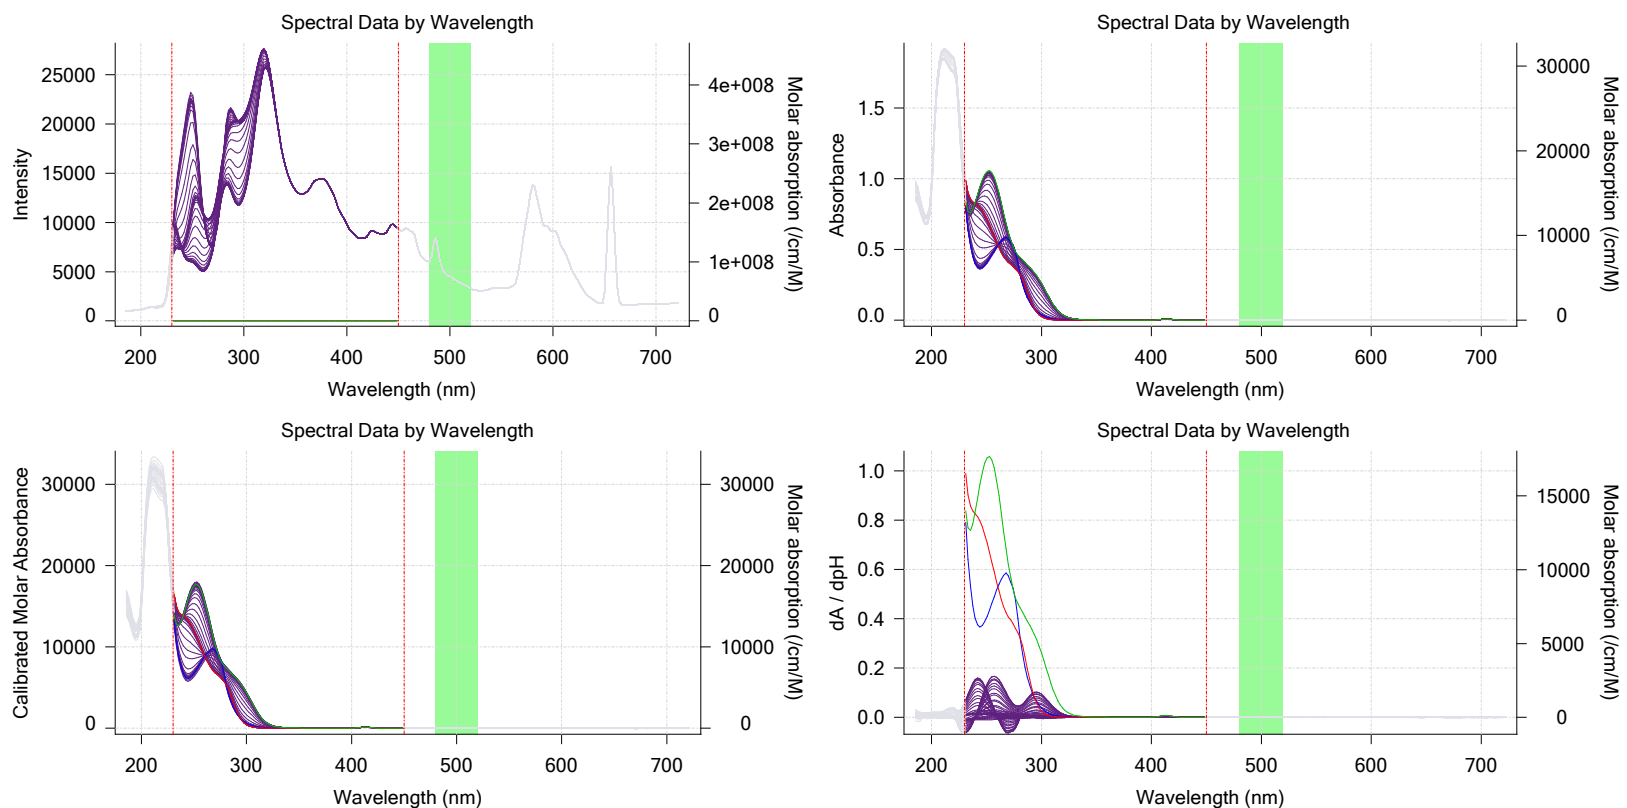 Spectral Data by Wavelength
Intensity
25000
20000
15000
10000
5000
0
4e+008
3e+008
2e+008
1e+008
0
Molar absorption (/cm/M)
200 300 400 500 600 700
Wavelength (nm)
Spectral Data by Wavelength
Absorbance
1.5
1.0
0.5
0.0
30000
20000
10000
0
Molar absorption (/cm/M)
200 300 400 500 600 700
Wavelength (nm)
Spectral Data by Wavelength
Calibrated Molar Absorbance
30000
20000
10000
0
30000
20000
10000
0
Molar absorption (/cm/M)
200 300 400 500 600 700
Wavelength (nm)
Spectral Data by Wavelength
dA / dpH
1.0
0.8
0.6
0.4
0.2
0.0
15000
10000
5000
0
Molar absorption (/cm/M)
200 300 400 500 600 700
Wavelength (nm)